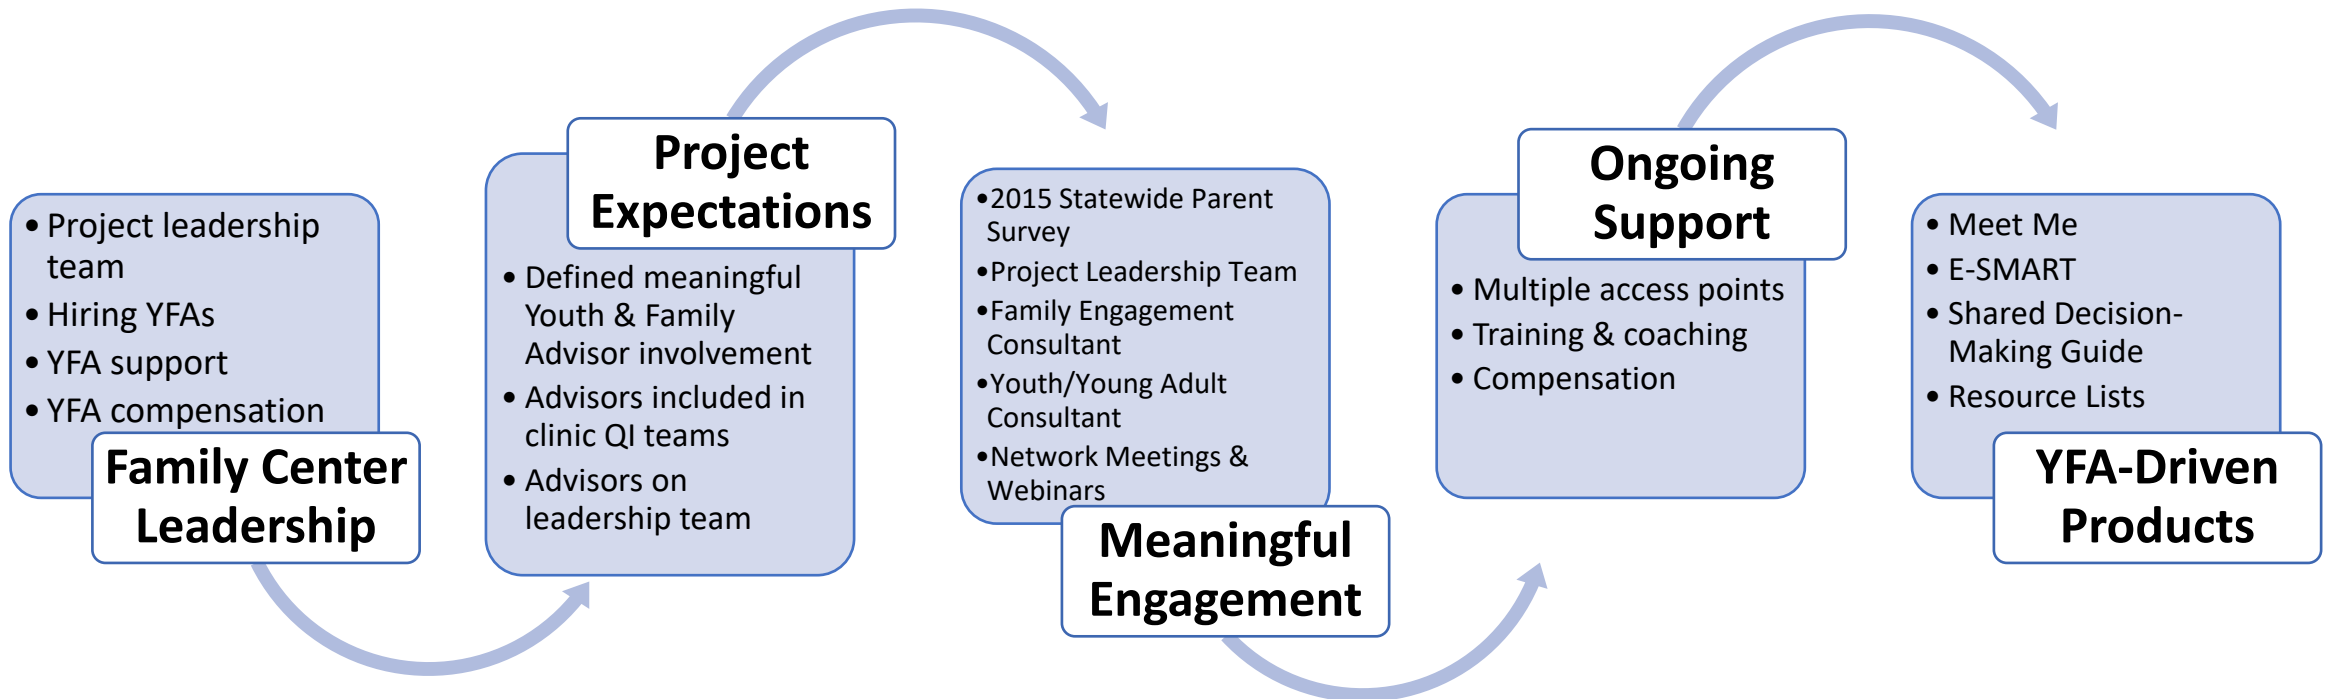 • Project leadership
team
• Hiring YFAs
• YFA support
• YFA compensation
Family Center
Leadership
Project
Expectations
• Defined meaningful
Youth & Family
Advisor involvement
• Advisors included in
clinic QI teams
• Advisors on
leadership team
•2015 Statewide Parent
Survey
•Project Leadership Team
•Family Engagement
Consultant
•Youth/Young Adult
Consultant
•Network Meetings &
Webinars
Meaningful
Engagement
Ongoing
Support
• Multiple access points
• Training & coaching
• Compensation
• Meet Me
• E-SMART
• Shared Decision-
Making Guide
• Resource Lists
YFA-Driven
Products